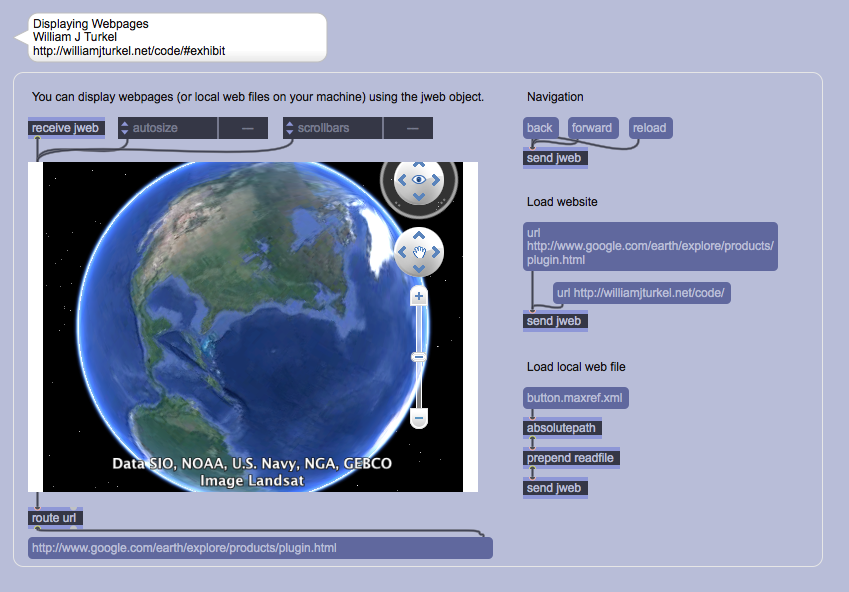 Displaying Webpages
William J Turkel
http://williamjturkel.net/code/#exhibit
You can display webpages (or local web files on your machine) using the jweb object.
receive jweb
autosize
—
scrollbars
—
Data SIO, NOAA, U.S. Navy, NGA, GEBCO
Image Landsat
route url
http://www.google.com/earth/explore/products/plugin.html
Navigation
back
forward
reload
send jweb
Load website
url
http://www.google.com/earth/explore/products/
plugin.html
url http://williamjturkel.net/code/
send jweb
Load local web file
button.maxref.xml
absolutepath
prepend readfile
send jweb